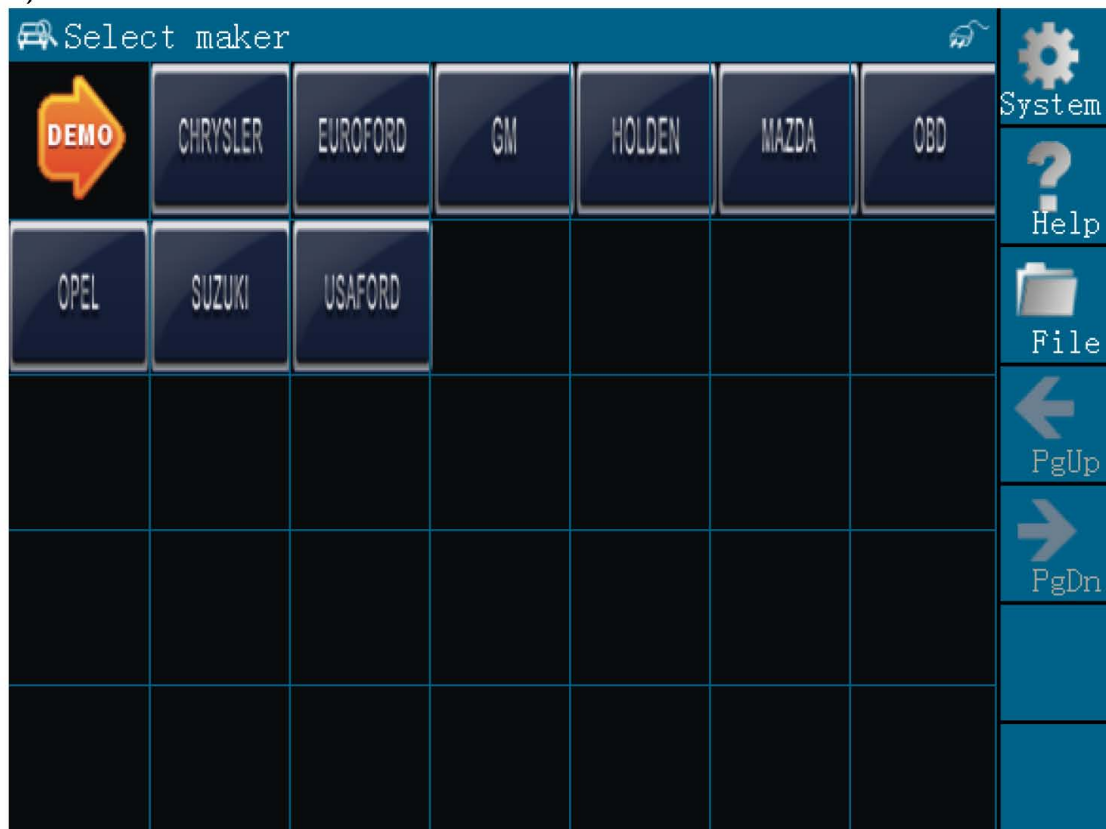 Select maker
DEMO
CHRYSLER
EUROFORD
GM
HOLDEN
MAZDA
OBD
OPEL
SUZUKI
USAFORD
System
Help
File
PgUp
PgDn